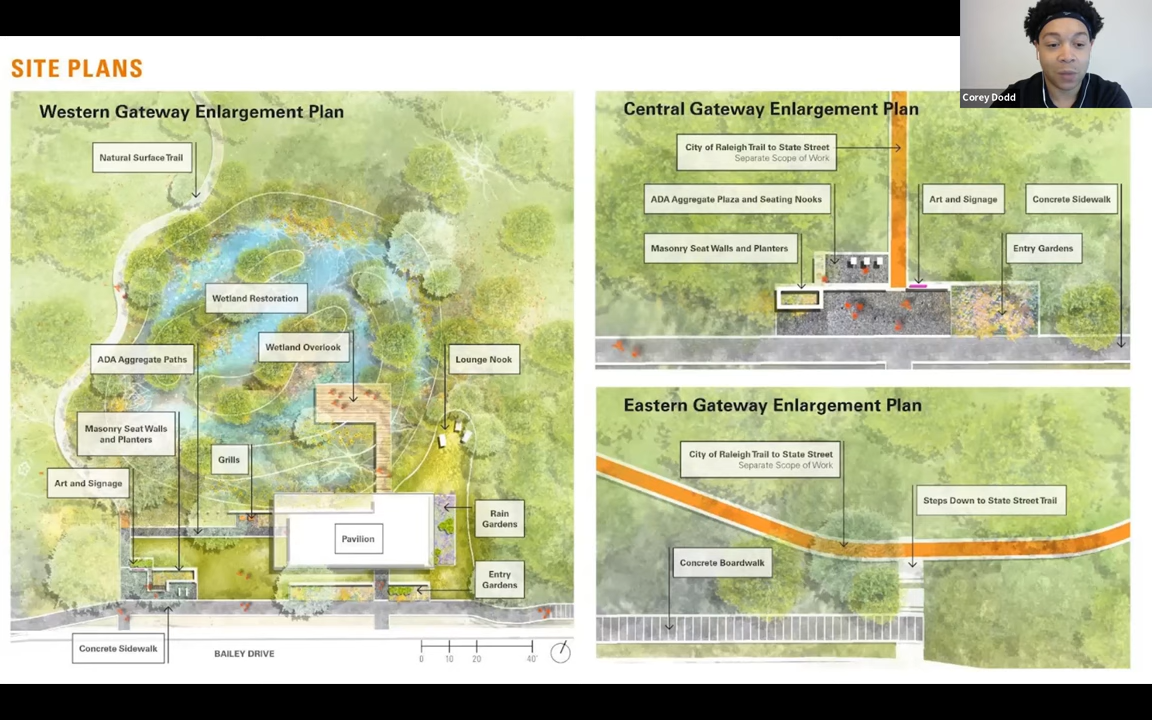 Corey Dodd
SITE PLANS
Western Gateway Enlargement Plan
Natural Surface Trail
Wetland Restoration
Wetland Overlook
ADA Aggregate Paths
Lounge Nook
Masonry Seat Walls
and Planters
Grills
Art and Signage
Rain
Gardens
Pavilion
Entry
Gardens
Concrete Sidewalk
BAILEY DRIVE
0 10 20 40'
Central Gateway Enlargement Plan
City of Raleigh Trail to State Street
Separate Scope of Work
ADA Aggregate Plaza and Seating Nooks
Art and Signage
Concrete Sidewalk
Masonry Seat Walls and Planters
Entry Gardens
Eastern Gateway Enlargement Plan
City of Raleigh Trail to State Street
Separate Scope of Work
Steps Down to State Street Trail
Concrete Boardwalk